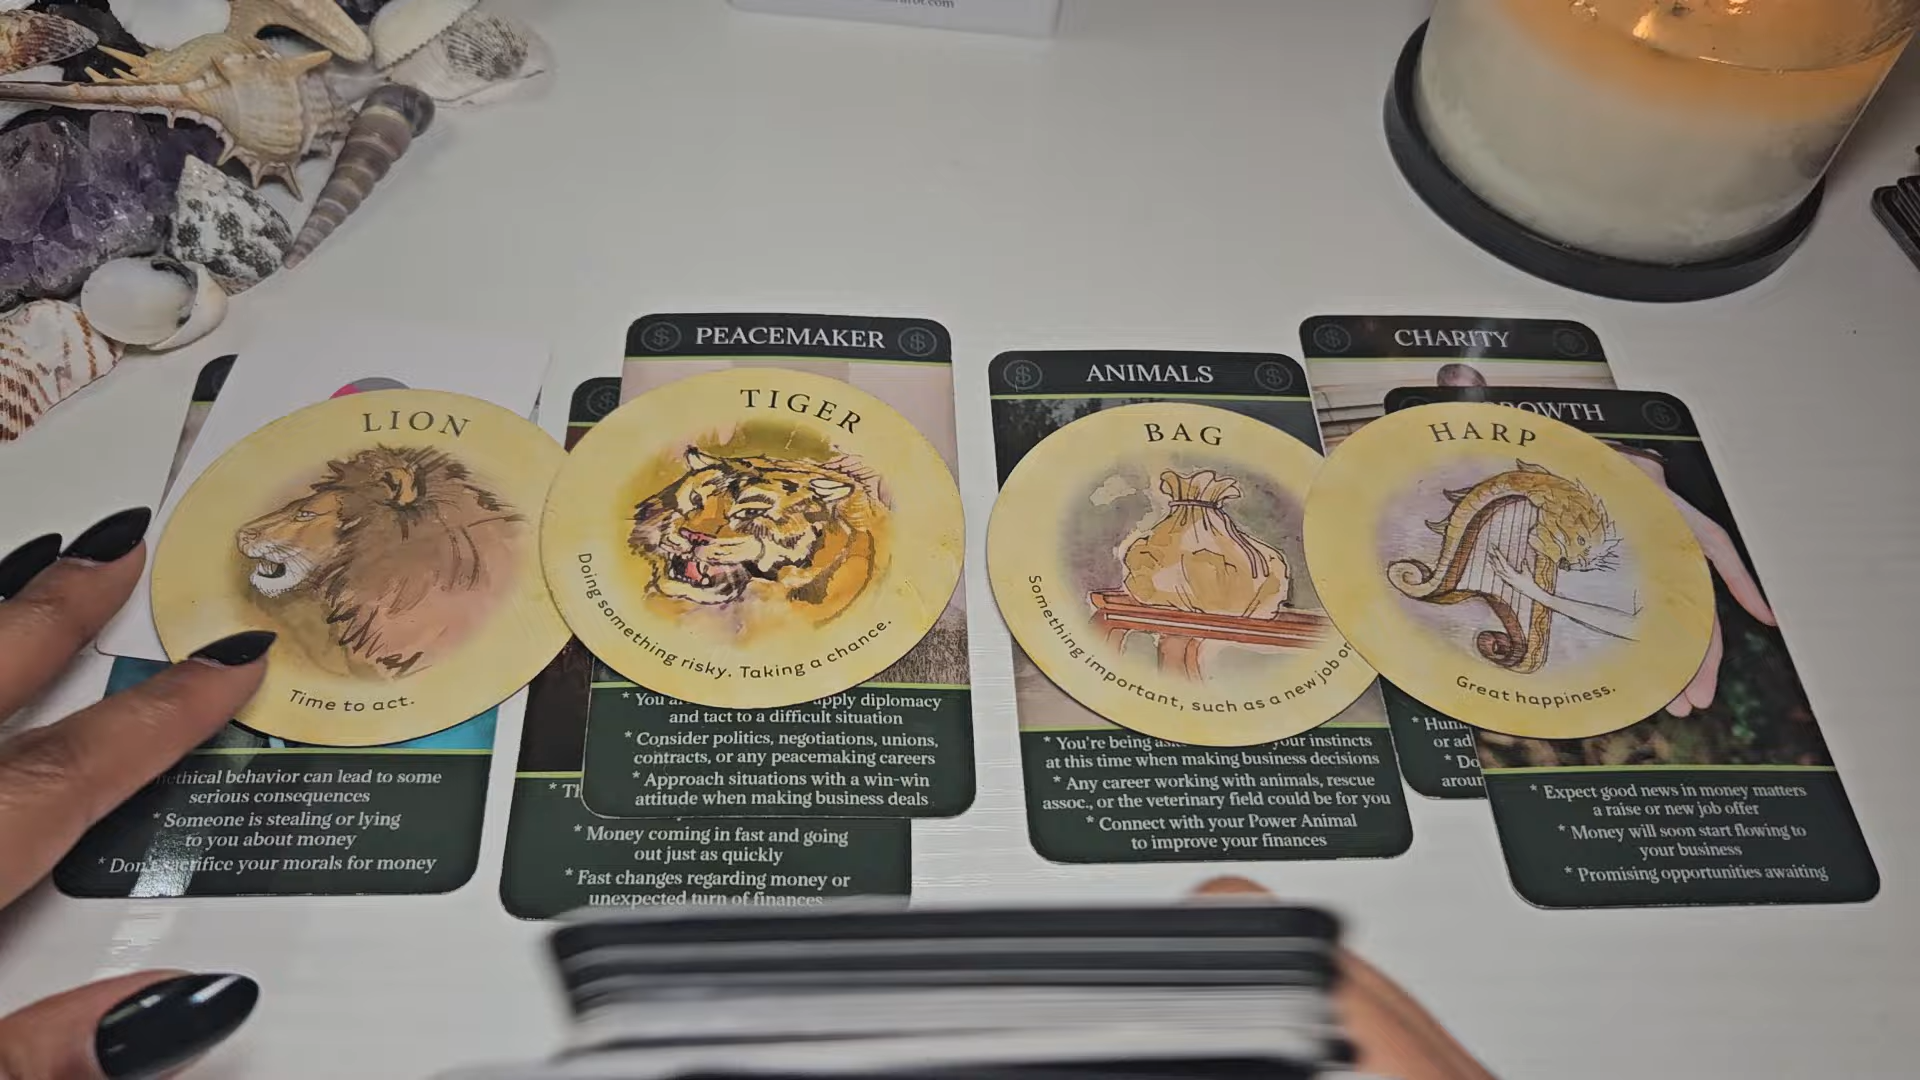 PEACEMAKER
CHARITY
ANIMALS
LION
TIGER
BAG
HARP
Time to act.
Doing something risky. Taking a chance.
Something important, such as a new job or
Great happiness.
ethical behavior can lead to some
serious consequences
* Someone is stealing or lying
to you about money
* Don't sacrifice your morals for money
* You apply diplomacy
and tact to a difficult situation
* Consider politics, negotiations, unions,
contracts, or any peacemaking careers
* Approach situations with a win-win
attitude when making business deals
* Money coming in fast and going
out just as quickly
* Fast changes regarding money or
unexpected turn of finances
* You're being your instincts
at this time when making business decisions
* Any career working with animals, rescue
assoc., or the veterinary field could be for you
* Connect with your Power Animal
to improve your finances
or ad
* Do
aroun
* Expect good news in money matters
a raise or new job offer
* Money will soon start flowing to
your business
* Promising opportunities awaiting